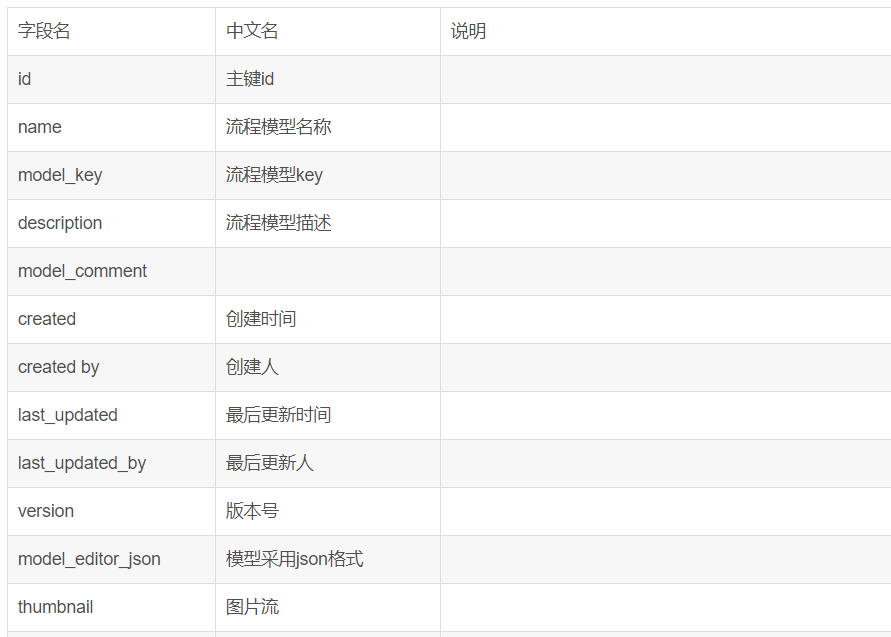 字段名 中文名 说明
id 主键id
name 流程模型名称
model_key 流程模型key
description 流程模型描述
model_comment
created 创建时间
created by 创建人
last_updated 最后更新时间
last_updated_by 最后更新人
version 版本号
model_editor_json 模型采用json格式
thumbnail 图片流